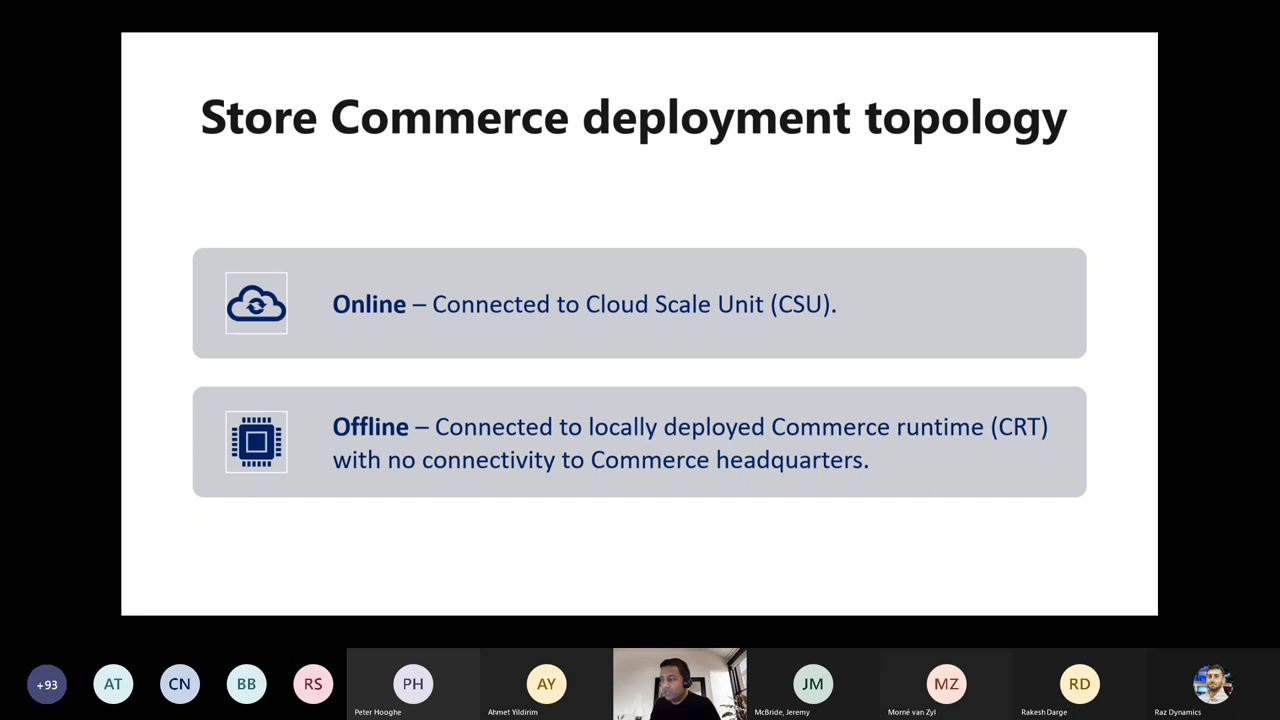 Store Commerce deployment topology
Online – Connected to Cloud Scale Unit (CSU).
Offline – Connected to locally deployed Commerce runtime (CRT)
with no connectivity to Commerce headquarters.
+93
AT
CN
BB
RS
PH
AY
JM
MZ
RD
Peter Hooghe
Ahmet Yildirim
McBride, Jeremy
Morné van Zyl
Rakesh Darge
Raz Dynamics